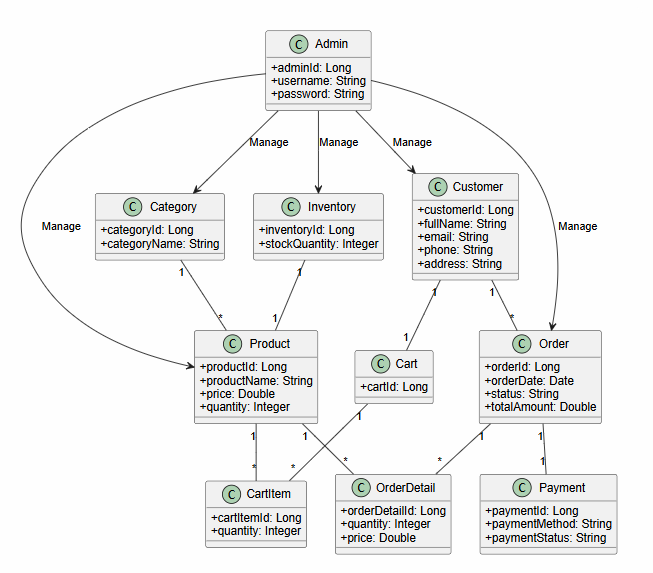 C Admin
+adminId: Long
+username: String
+password: String
Manage
Manage
Manage
C Category
+categoryId: Long
+categoryName: String
C Inventory
+inventoryId: Long
+stockQuantity: Integer
C Customer
+customerId: Long
+fullName: String
+email: String
+phone: String
+address: String
Manage
Manage
1
1
1
1
*
1
1
*
C Product
+productId: Long
+productName: String
+price: Double
+quantity: Integer
C Cart
+cartId: Long
C Order
+orderId: Long
+orderDate: Date
+status: String
+totalAmount: Double
1
1
1
1
1
*
*
*
*
1
C CartItem
+cartItemId: Long
+quantity: Integer
C OrderDetail
+orderDetailId: Long
+quantity: Integer
+price: Double
C Payment
+paymentId: Long
+paymentMethod: String
+paymentStatus: String